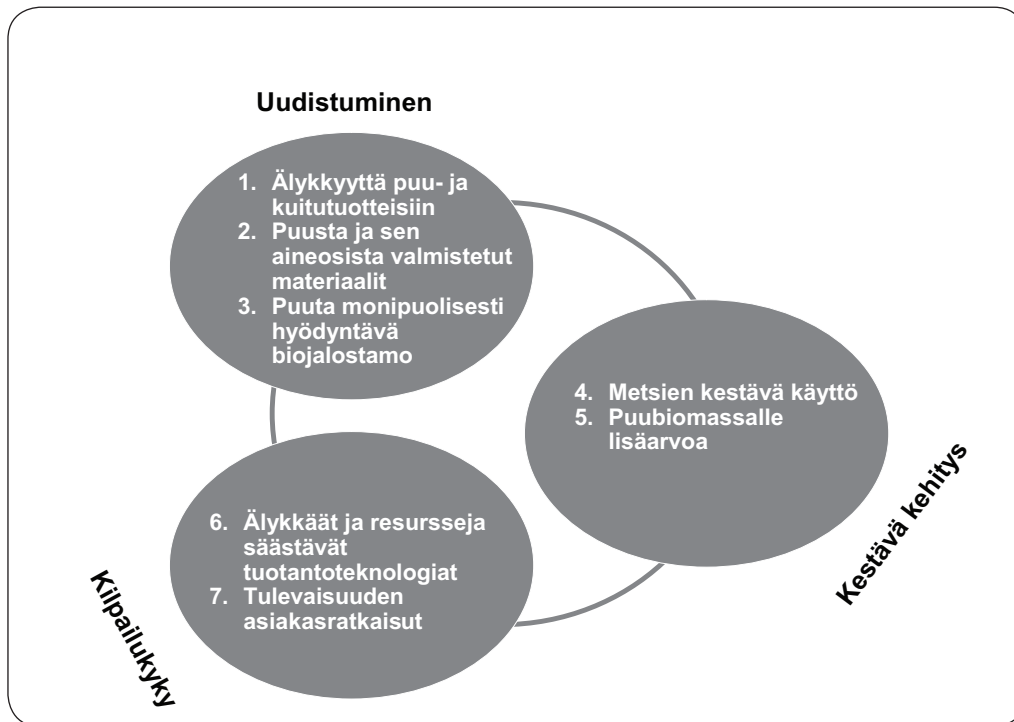 Uudistuminen
1. Älykkyyttä puu- ja
kuitutuotteisiin
2. Puusta ja sen
aineosista valmistetut
materiaalit
3. Puuta monipuolisesti
hyödyntävä
biojalostamo
4. Metsien kestävä käyttö
5. Puubiomassalle
lisäarvoa
Kestävä kehitys
6. Älykkäät ja resursseja
säästävät
tuotantoteknologiat
7. Tulevaisuuden
asiakasratkaisut
Kilpailukyky